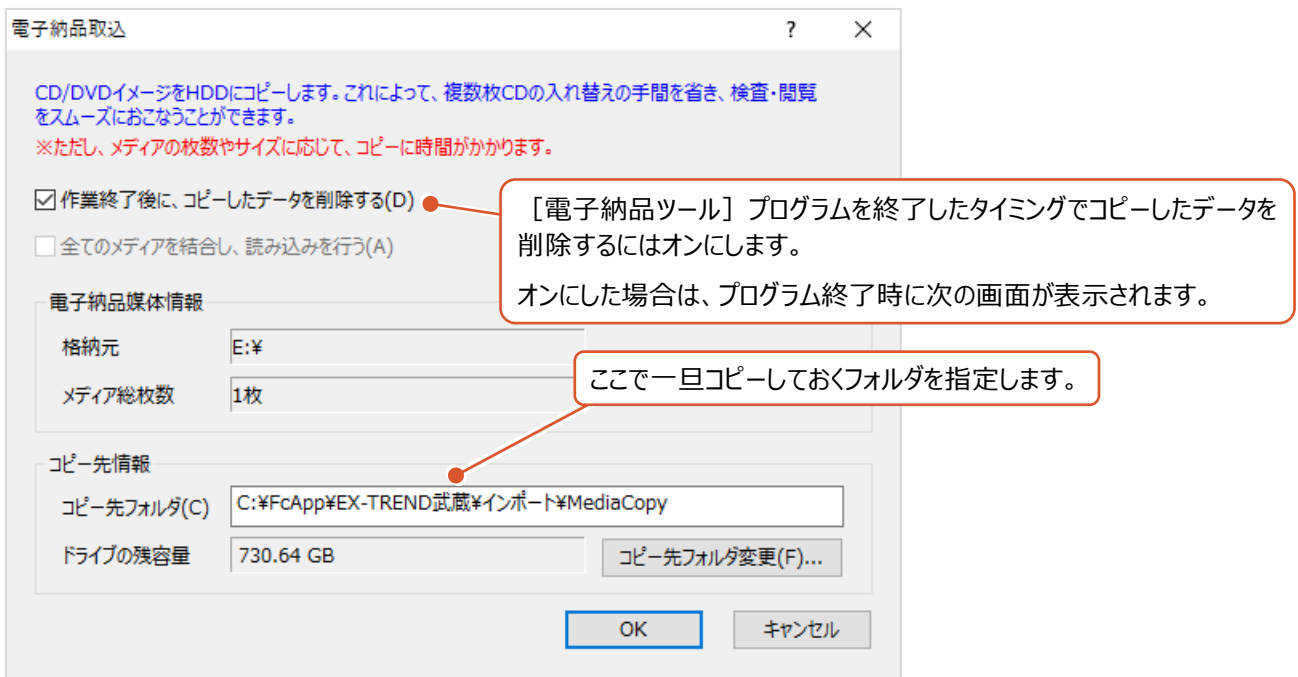 電子納品取込
?
CD/DVDイメージをHDDにコピーします。これによって、複数枚CDの入れ替えの手間を省き、検査・閲覧
をスムーズにおこなうことができます。
※ただし、メディアの枚数やサイズに応じて、コピーに時間がかかります。
作業終了後に、コピーしたデータを削除する(D)
[電子納品ツール] プログラムを終了したタイミングでコピーしたデータを
削除するにはオンにします。
オンにした場合は、プログラム終了時に次の画面が表示されます。
全てのメディアを結合し、読み込みを行う(A)
電子納品媒体情報
格納元 E:¥
メディア総枚数 1枚
ここで一旦コピーしておくフォルダを指定します。
コピー先情報
コピー先フォルダ(C) C:¥FcApp¥EX-TREND武蔵¥インポート¥MediaCopy
ドライブの残容量 730.64 GB コピー先フォルダ変更(F)...
OK キャンセル